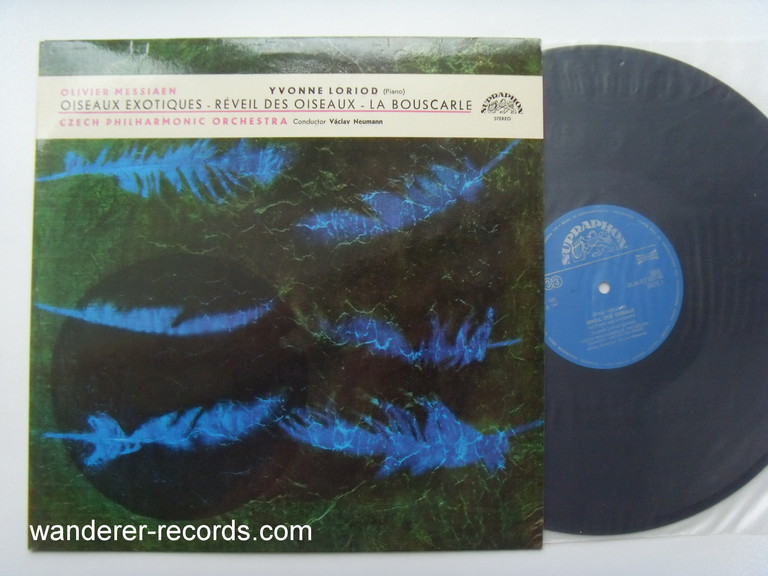 OLIVIER MESSIAEN YVONNE LORIOD (Piano)
OISEAUX EXOTIQUES - RÉVEIL DES OISEAUX - LA BOUSCARLE
CZECH PHILHARMONIC ORCHESTRA Conductor Václav Neumann
SUPRAPHON
STEREO
SUPRAPHON
33
wanderer-records.com